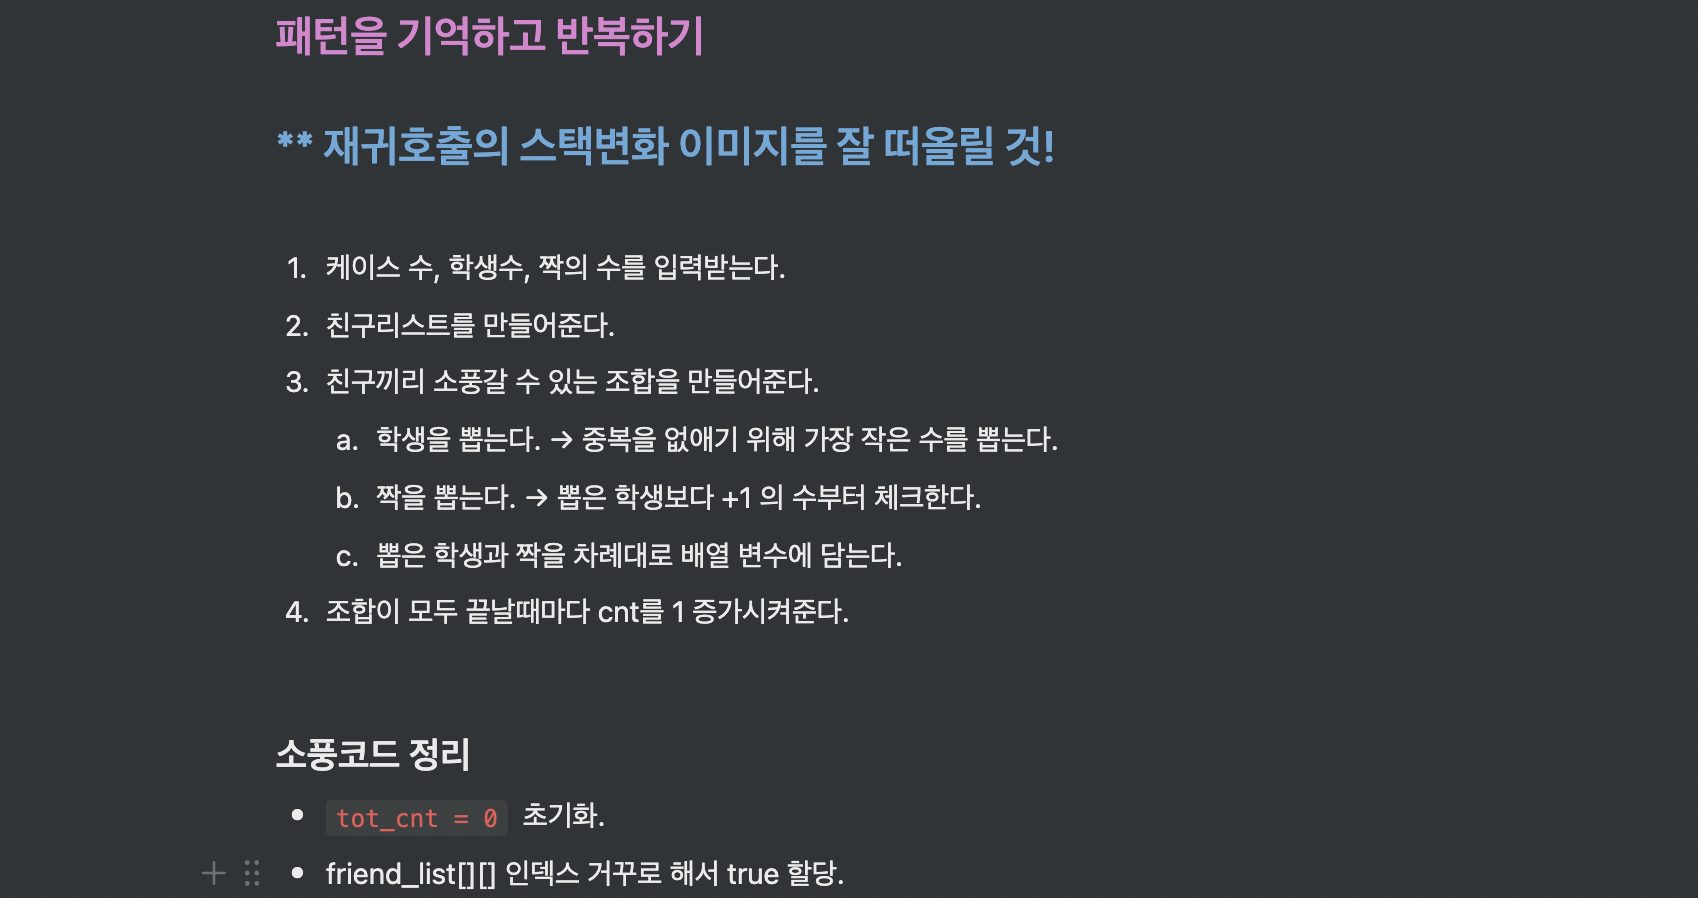 패턴을 기억하고 반복하기
** 재귀호출의 스택변화 이미지를 잘 떠올릴 것!
1. 케이스 수, 학생수, 짝의 수를 입력받는다.
2. 친구리스트를 만들어준다.
3. 친구끼리 소풍갈 수 있는 조합을 만들어준다.
a. 학생을 뽑는다. → 중복을 없애기 위해 가장 작은 수를 뽑는다.
b. 짝을 뽑는다. → 뽑은 학생보다 +1 의 수부터 체크한다.
c. 뽑은 학생과 짝을 차례대로 배열 변수에 담는다.
4. 조합이 모두 끝날때마다 cnt를 1 증가시켜준다.
소풍코드 정리
• tot_cnt = 0 초기화.
• friend_list[][] 인덱스 거꾸로 해서 true 할당.